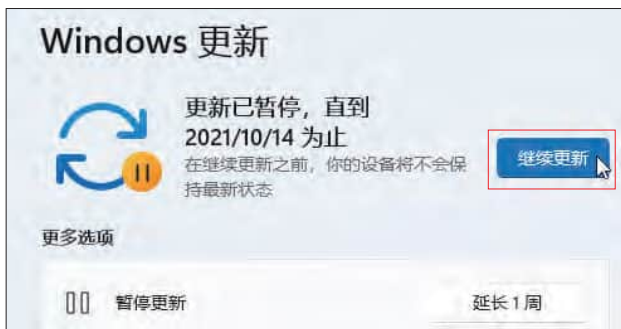 Windows 更新
更新已暂停，直到
2021/10/14 为止
在继续更新之前，你的设备将不会保
持最新状态
继续更新
更多选项
暂停更新
延长 1 周